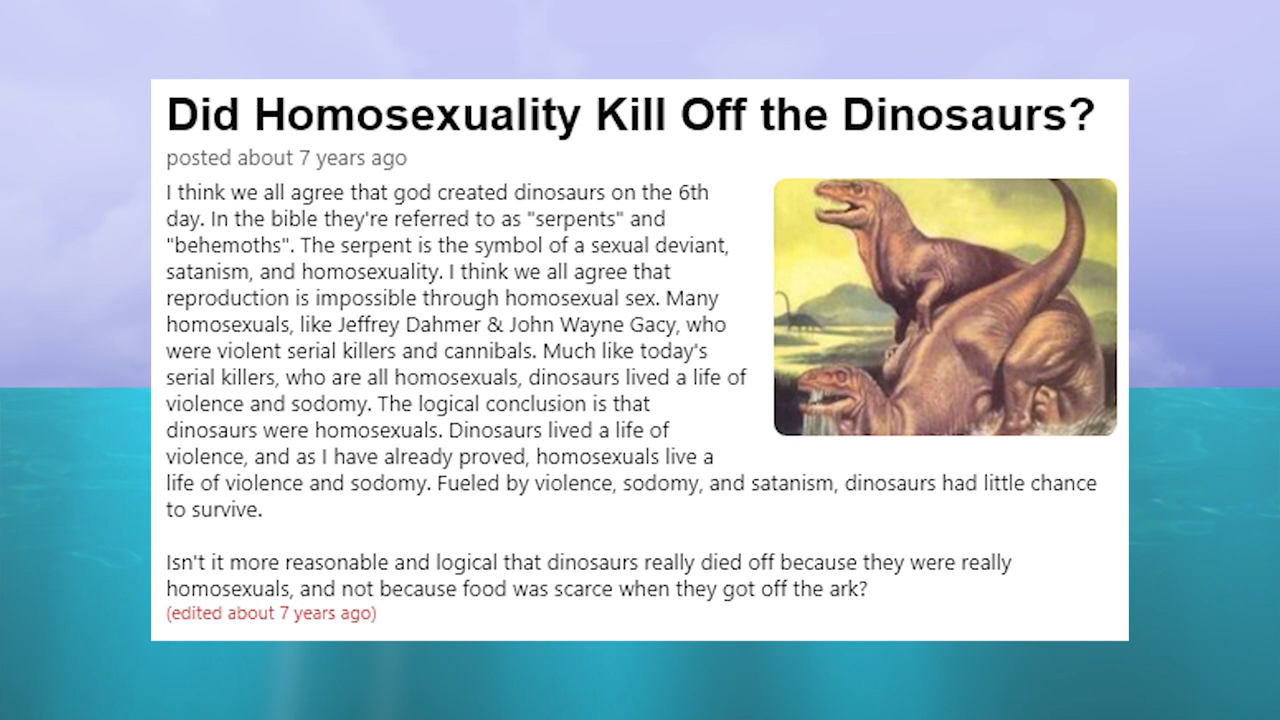 Did Homosexuality Kill Off the Dinosaurs?
posted about 7 years ago
I think we all agree that god created dinosaurs on the 6th
day. In the bible they're referred to as "serpents" and
"behemoths". The serpent is the symbol of a sexual deviant,
satanism, and homosexuality. I think we all agree that
reproduction is impossible through homosexual sex. Many
homosexuals, like Jeffrey Dahmer & John Wayne Gacy, who
were violent serial killers and cannibals. Much like today's
serial killers, who are all homosexuals, dinosaurs lived a life of
violence and sodomy. The logical conclusion is that
dinosaurs were homosexuals. Dinosaurs lived a life of
violence, and as I have already proved, homosexuals live a
life of violence and sodomy. Fueled by violence, sodomy, and satanism, dinosaurs had little chance
to survive.
Isn't it more reasonable and logical that dinosaurs really died off because they were really
homosexuals, and not because food was scarce when they got off the ark?
(edited about 7 years ago)